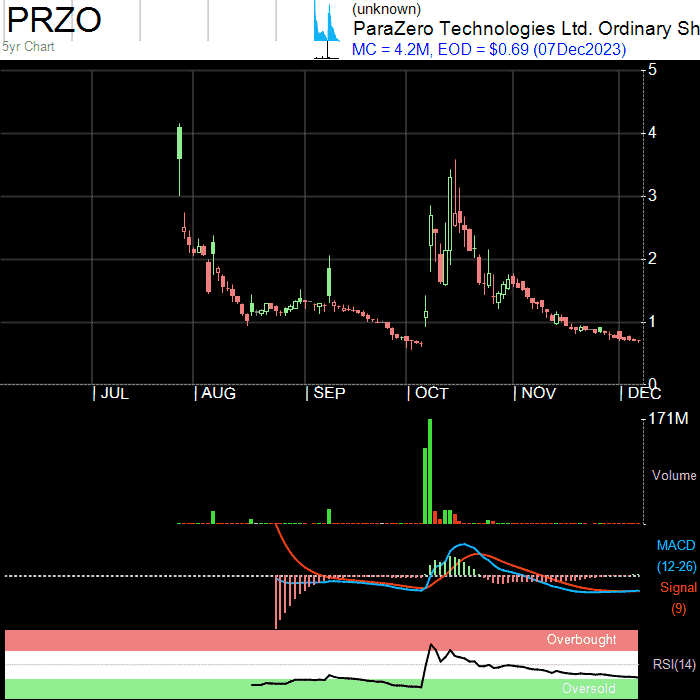 PRZO
5yr Chart
(unknown)
ParaZero Technologies Ltd. Ordinary Sh
MC = 4.2M, EOD = $0.69 (07Dec2023)
5
4
3
2
1
0
JUL AUG SEP OCT NOV DEC
171M
Volume
MACD
(12-26)
Signal
(9)
Overbought
RSI(14)
Oversold